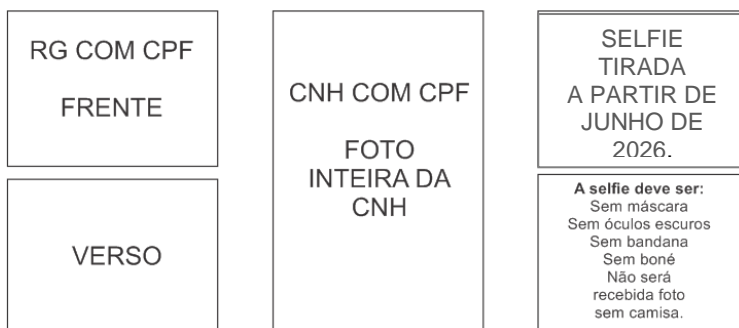 RG COM CPF
FRENTE
VERSO
CNH COM CPF
FOTO
INTEIRA DA
CNH
SELFIE
TIRADA
A PARTIR DE
JUNHO DE
2026.
A selfie deve ser:
Sem máscara
Sem óculos escuros
Sem bandana
Sem boné
Não será
recebida foto
sem camisa.